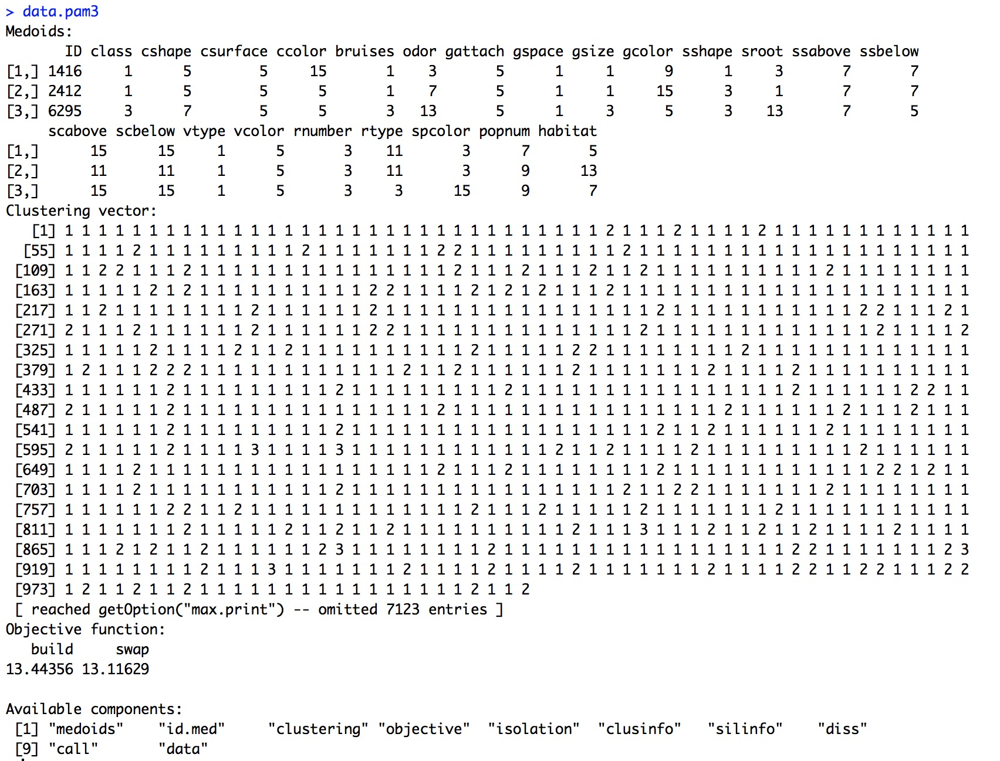 > data.pam3
Medoids:
ID class cshape csurface ccolor bruises odor gattach gspace gsize gcolor sshape sroot ssabove ssbelow
[1,] 1416 1 5 5 15 1 3 5 1 1 9 1 3 7 7
[2,] 2412 1 5 5 5 1 7 5 1 1 15 3 1 7 7
[3,] 6295 3 7 5 5 3 13 5 1 3 5 3 13 7 5
scabove scbelow vtype vcolor rnumber rtype spcolor popnum habitat
[1,] 15 15 1 5 3 11 3 7 5
[2,] 11 11 1 5 3 11 3 9 13
[3,] 15 15 1 5 3 3 15 9 7
Clustering vector:
[1] 1 1 1 1 1 1 1 1 1 1 1 1 1 1 1 1 1 1 1 1 1 1 1 1 1 1 1 1 1 1 1 1 2 1 1 1 2 1 1 1 1 2 1 1 1 1 1 1 1 1 1 1 1 1
[55] 1 1 1 1 2 1 1 1 1 1 1 1 1 1 2 1 1 1 1 1 1 1 2 2 1 1 1 1 1 1 1 1 1 2 1 1 1 1 1 1 1 1 1 1 1 1 1 1 1 1 1 1 1 1
[109] 1 1 2 2 1 1 1 2 1 1 1 1 1 1 1 1 1 1 1 1 1 1 1 2 1 1 1 2 1 1 1 2 1 1 2 1 1 1 1 1 1 1 1 1 1 2 1 1 1 1 1 1 1 1
[163] 1 1 1 1 1 2 1 2 1 1 1 1 1 1 1 1 1 1 2 2 1 1 1 1 2 1 2 1 2 1 1 1 2 1 1 1 1 1 1 1 1 1 1 1 1 1 1 1 1 1 1 1 1 1
[217] 1 1 2 1 1 1 1 1 1 1 1 2 1 1 1 1 1 1 2 1 1 1 1 1 1 1 1 1 1 1 1 1 1 1 1 2 1 1 1 1 1 1 1 1 1 1 1 2 2 1 1 1 2 1
[271] 2 1 1 1 2 1 1 1 1 1 1 2 1 1 1 1 1 1 2 2 1 1 1 1 1 1 1 1 1 1 1 1 1 1 2 1 1 1 1 1 1 1 1 1 1 1 1 1 2 1 1 1 1 2
[325] 1 1 1 1 1 2 1 1 1 1 2 1 1 2 1 1 1 1 1 1 1 1 1 1 2 1 1 1 1 1 2 2 1 1 1 1 1 1 1 1 2 1 1 1 1 1 1 1 1 1 1 1 1 1
[379] 1 2 1 1 1 2 2 2 1 1 1 1 1 1 1 1 1 1 1 1 2 1 1 2 1 1 1 1 1 1 2 1 1 1 1 1 1 1 2 1 1 1 1 2 1 1 1 1 1 1 1 1 1 1
[433] 1 1 1 1 1 1 2 1 1 1 1 1 1 1 1 1 2 1 1 1 1 1 1 1 1 1 2 1 1 1 1 1 1 1 1 1 1 1 1 1 1 1 1 2 1 1 1 1 1 1 2 2 1 1
[487] 2 1 1 1 1 1 2 1 1 1 1 1 1 1 1 1 1 1 1 1 1 1 2 1 1 1 1 1 1 1 1 1 1 1 1 1 1 1 1 2 1 1 1 1 1 1 2 1 1 1 2 1 1 1
[541] 1 1 1 1 1 1 2 1 1 1 1 1 1 1 1 1 2 1 1 1 1 1 1 1 1 1 1 1 1 1 1 1 1 1 1 2 1 1 2 1 1 1 1 1 1 2 1 1 1 1 1 1 1 1
[595] 2 1 1 1 1 1 2 1 1 1 1 3 1 1 1 1 3 1 1 1 1 1 1 1 1 1 1 1 1 2 1 1 2 1 1 1 1 2 1 1 1 1 1 1 1 1 1 2 1 1 1 1 1 1
[649] 1 1 1 1 2 1 1 1 1 1 1 1 1 1 1 1 1 1 1 1 1 1 2 1 1 1 2 1 1 1 1 1 1 1 1 2 1 1 1 1 1 1 1 1 1 1 1 1 2 2 1 2 1 1
[703] 1 1 1 1 2 1 1 1 1 1 1 1 1 1 1 1 2 1 1 1 1 1 1 1 1 1 1 1 1 1 1 1 1 2 1 1 2 2 1 1 1 1 1 1 1 2 1 1 1 1 1 1 1 1
[757] 1 1 1 1 1 1 2 2 1 1 2 1 1 1 1 1 1 1 1 1 1 1 1 1 2 1 1 1 2 1 1 1 1 1 2 1 1 1 1 1 1 1 2 1 1 1 1 1 1 1 1 1 1 1
[811] 1 1 1 1 1 1 1 2 1 1 1 1 1 2 1 1 2 1 1 2 1 1 1 1 1 1 1 1 1 1 2 1 1 1 3 1 1 1 2 1 1 2 1 1 2 1 1 1 1 2 1 1 1 1
[865] 1 1 1 2 1 2 1 1 2 1 1 1 1 1 1 2 3 1 1 1 1 1 1 1 1 2 1 1 1 1 1 1 1 1 1 1 1 1 1 1 1 1 1 2 2 1 1 1 1 1 1 1 2 3
[919] 1 1 1 1 1 1 1 1 2 1 1 1 3 1 1 1 1 1 1 1 2 1 1 1 1 2 1 1 1 1 2 1 1 1 1 1 1 1 2 1 1 1 1 2 2 1 1 2 2 1 1 1 2 2
[973] 1 2 1 1 2 1 1 2 1 1 1 1 1 1 1 1 1 1 1 1 1 1 1 1 2 1 1 2
[ reached getOption("max.print") -- omitted 7123 entries ]
Objective function:
build swap
13.44356 13.11629
Available components:
[1] "medoids" "id.med" "clustering" "objective" "isolation" "clusinfo" "silinfo" "diss"
[9] "call" "data"